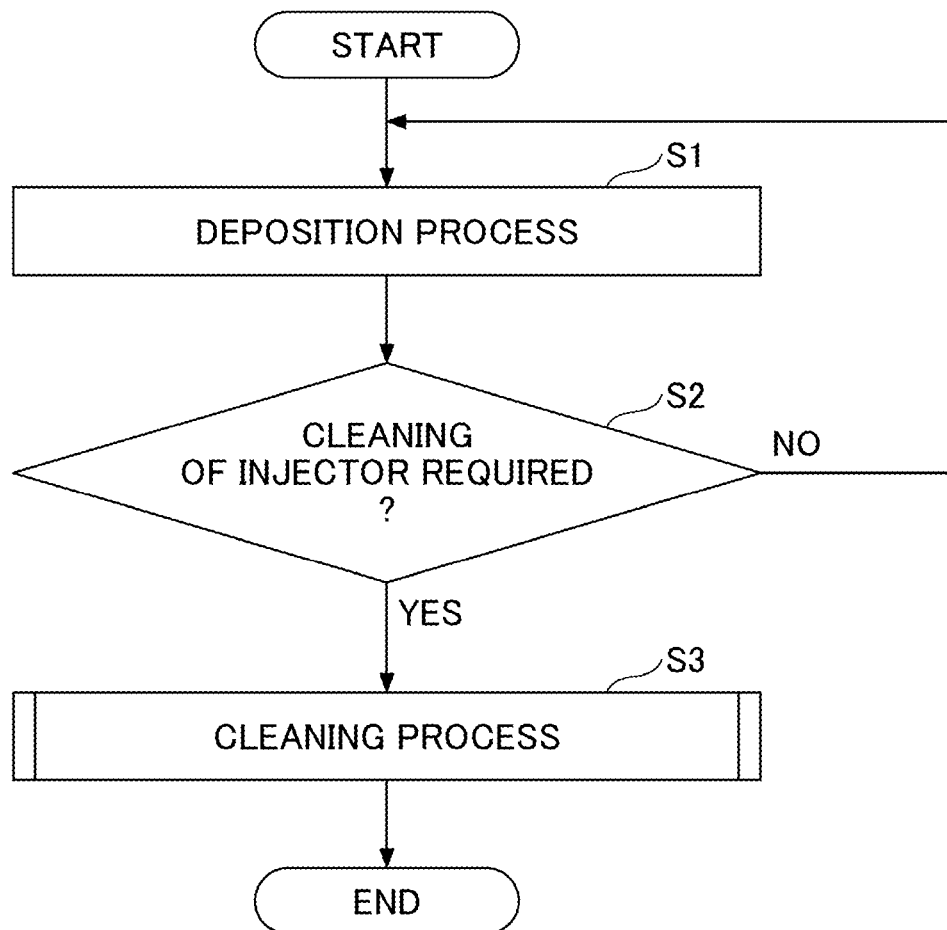 START
S1
DEPOSITION PROCESS
S2
CLEANING
OF INJECTOR REQUIRED
?
NO
YES
S3
CLEANING PROCESS
END